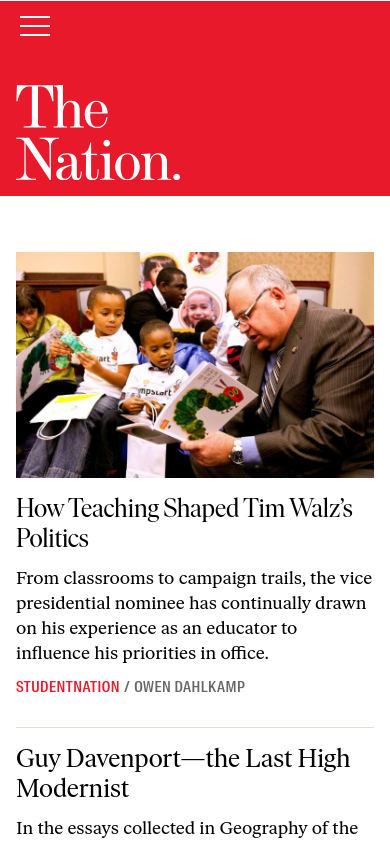 The
Nation.
mpstart
How Teaching Shaped Tim Walz’s
Politics
From classrooms to campaign trails, the vice
presidential nominee has continually drawn
on his experience as an educator to
influence his priorities in office.
STUDENTNATION / OWEN DAHLKAMP
Guy Davenport—the Last High
Modernist
In the essays collected in Geography of the